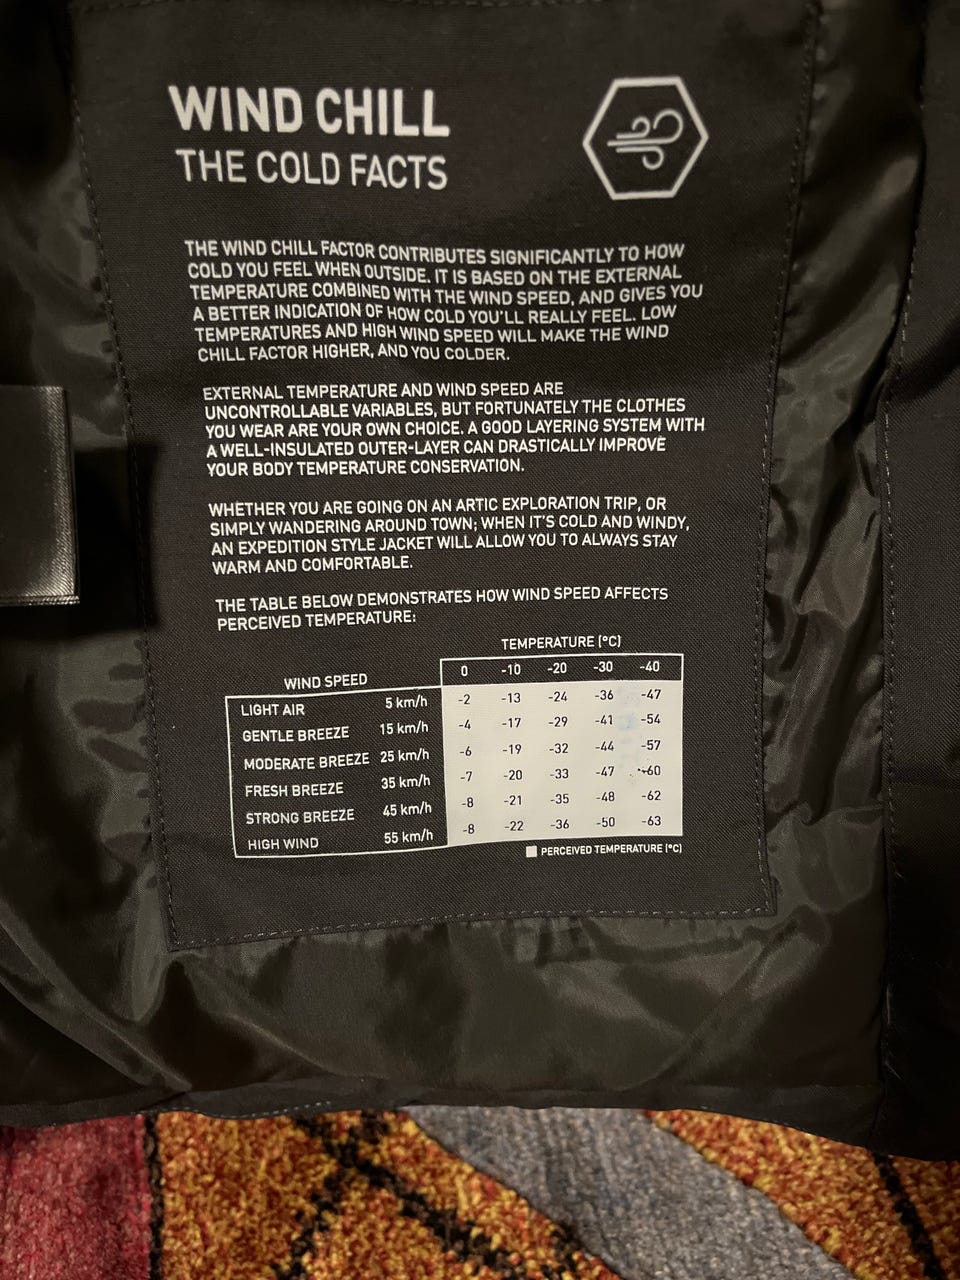 WIND CHILL
THE COLD FACTS
THE WIND CHILL FACTOR CONTRIBUTES SIGNIFICANTLY TO HOW
COLD YOU FEEL WHEN OUTSIDE. IT IS BASED ON THE EXTERNAL
TEMPERATURE COMBINED WITH THE WIND SPEED, AND GIVES YOU
A BETTER INDICATION OF HOW COLD YOU'LL REALLY FEEL. LOW
TEMPERATURES AND HIGH WIND SPEED WILL MAKE THE WIND
CHILL FACTOR HIGHER, AND YOU COLDER.
EXTERNAL TEMPERATURE AND WIND SPEED ARE
UNCONTROLLABLE VARIABLES, BUT FORTUNATELY THE CLOTHES
YOU WEAR ARE YOUR OWN CHOICE. A GOOD LAYERING SYSTEM WITH
A WELL-INSULATED OUTER-LAYER CAN DRASTICALLY IMPROVE
YOUR BODY TEMPERATURE CONSERVATION.
WHETHER YOU ARE GOING ON AN ARTIC EXPLORATION TRIP, OR
SIMPLY WANDERING AROUND TOWN; WHEN IT'S COLD AND WINDY,
AN EXPEDITION STYLE JACKET WILL ALLOW YOU TO ALWAYS STAY
WARM AND COMFORTABLE.
THE TABLE BELOW DEMONSTRATES HOW WIND SPEED AFFECTS
PERCEIVED TEMPERATURE:
TEMPERATURE (°C)
WIND SPEED 0 -10 -20 -30 -40
LIGHT AIR 5 km/h -2 -13 -24 -36 -47
GENTLE BREEZE 15 km/h -4 -17 -29 -41 -54
MODERATE BREEZE 25 km/h -6 -19 -32 -44 -57
FRESH BREEZE 35 km/h -7 -20 -33 -47 -60
STRONG BREEZE 45 km/h -8 -21 -35 -48 -62
HIGH WIND 55 km/h -8 -22 -36 -50 -63
PERCEIVED TEMPERATURE (°C)